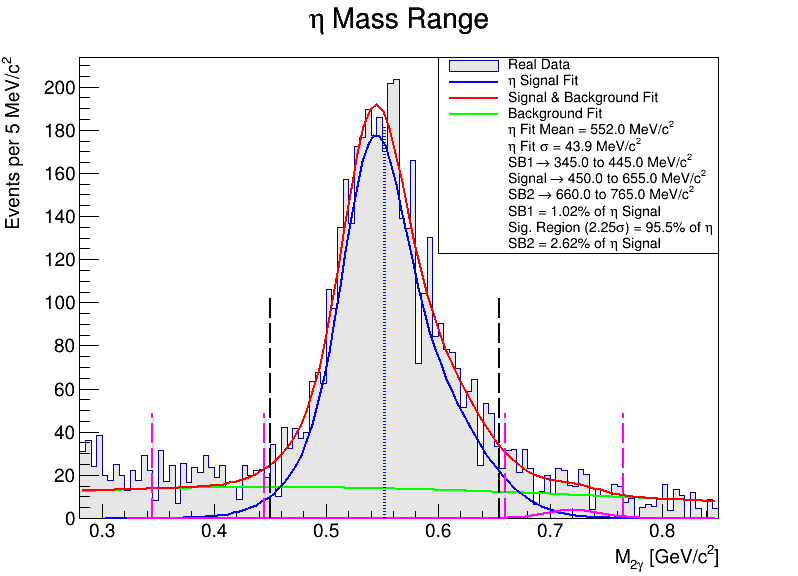 η Mass Range
Events per 5 MeV/c²
200
180
160
140
120
100
80
60
40
20
0
Real Data
η Signal Fit
Signal & Background Fit
Background Fit
η Fit Mean = 552.0 MeV/c²
η Fit σ = 43.9 MeV/c²
SB1 → 345.0 to 445.0 MeV/c²
Signal → 450.0 to 655.0 MeV/c²
SB2 → 660.0 to 765.0 MeV/c²
SB1 = 1.02% of η Signal
Sig. Region (2.25σ) = 95.5% of η
SB2 = 2.62% of η Signal
0.3 0.4 0.5 0.6 0.7 0.8
M₂γ [GeV/c²]